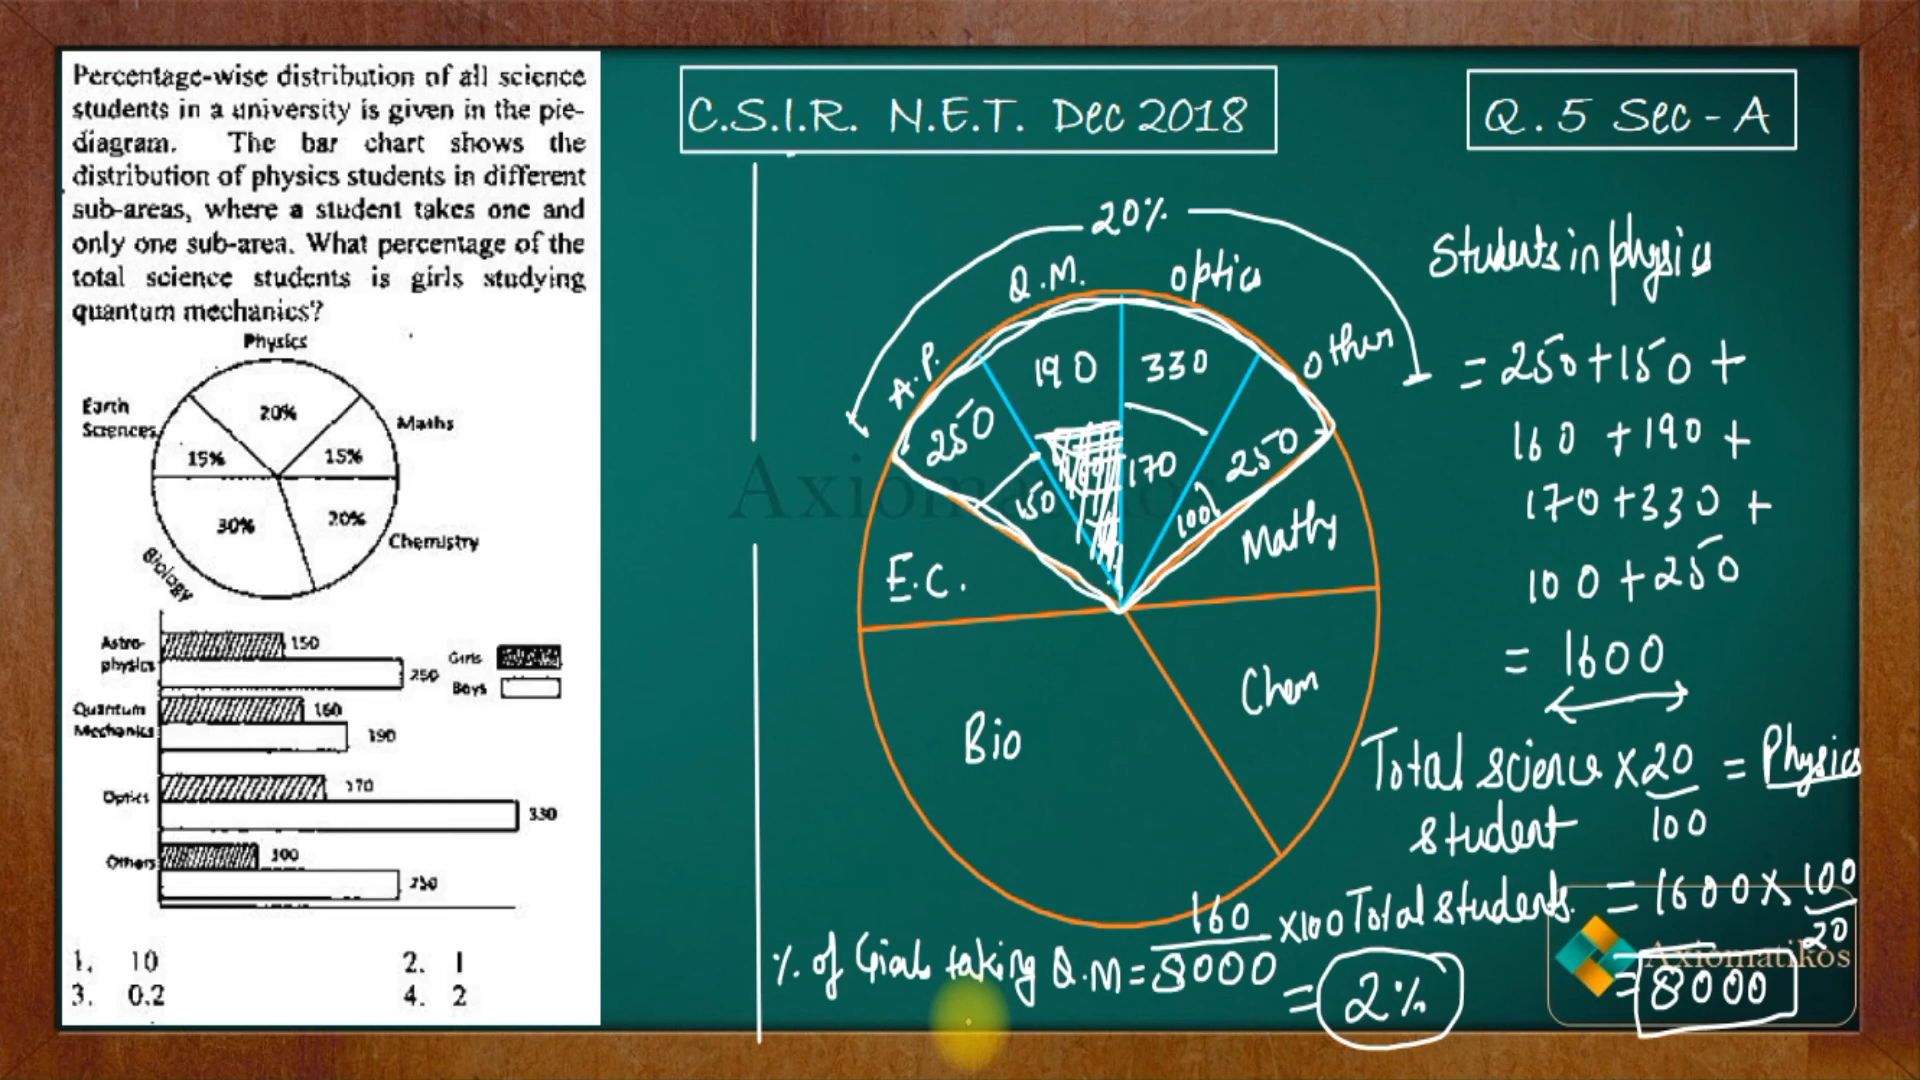 Percentage-wise distribution of all science
students in a university is given in the pie-
diagram. The bar chart shows the
distribution of physics students in different
sub-areas, where a student takes one and
only one sub-area. What percentage of the
total science students is girls studying
quantum mechanics?
Physics
Earth
Sciences
20%
Maths
15%
15%
30%
20%
Chemistry
Biology
Astro-
physics
150
250
Girls
Boys
Quantum
Mechanics
160
190
Optics
170
330
Others
100
250
1. 10 2. 1
3. 0.2 4. 2
C.S.I.R. N.E.T. Dec 2018
Q.5 Sec - A
20%
Q.M.
Optics
A.P.
Other
190
330
250
250
150
170
100
Maths
E.C.
Bio
Chem
Students in physics
= 250 + 150 +
160 + 190 +
170 + 330 +
100 + 250
= 1600
Total science × 20 = Physics
student 100
Total students = 1600 × 100
20
= 8000
% of Girls taking Q.M = 160 × 100
8000
= 2%
Axiomatikos
Axiomatikos